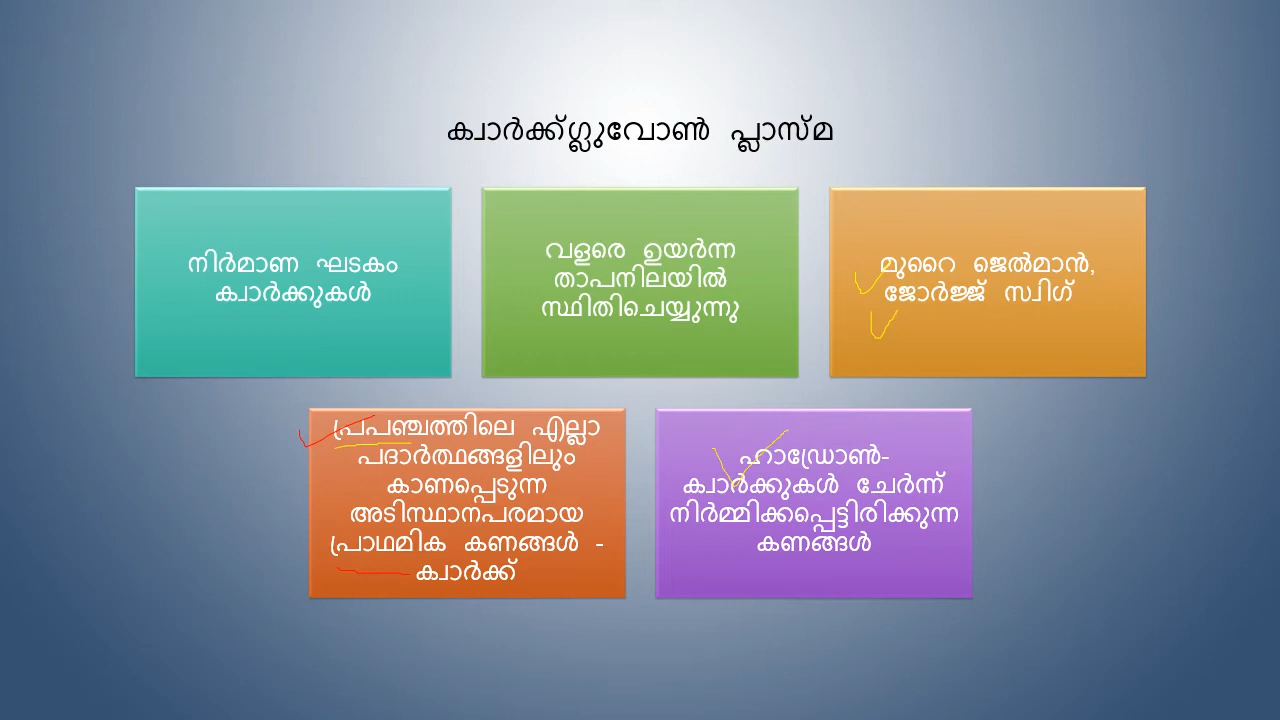 ക്വാർക്ക്ഗ്ലുവോൺ പ്ലാസ്മ
നിർമാണ ഘടകം
ക്വാർക്കുകൾ
വളരെ ഉയർന്ന
താപനിലയിൽ
സ്ഥിതിചെയ്യുന്നു
മുറൈ ജെൽമാൻ,
ജോർജ്ജ് സ്വിഗ്
പ്രപഞ്ചത്തിലെ എല്ലാ
പദാർത്ഥങ്ങളിലും
കാണപ്പെടുന്ന
അടിസ്ഥാനപരമായ
പ്രാഥമിക കണങ്ങൾ -
ക്വാർക്ക്
ഹാഡ്രോൺ-
ക്വാർക്കുകൾ ചേർന്ന്
നിർമ്മിക്കപ്പെട്ടിരിക്കുന്ന
കണങ്ങൾ